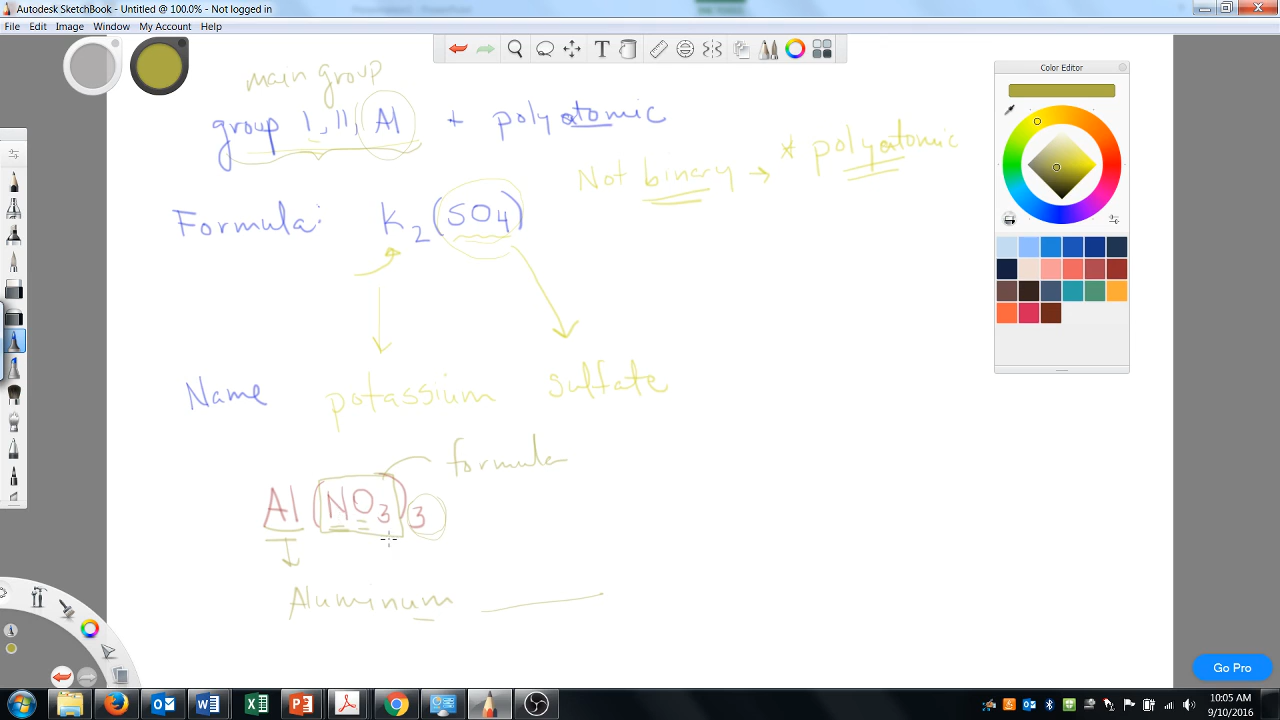 Autodesk SketchBook - Untitled @ 100.0% - Not logged in
File Edit Image Window My Account Help
Color Editor
main group
group I, II, Al + polyatomic
Not binary → * polyatomic
Formula: K2(SO4)
Name potassium sulfate
formula
Al(NO3)3
Aluminum
Go Pro
10:05 AM
9/10/2016